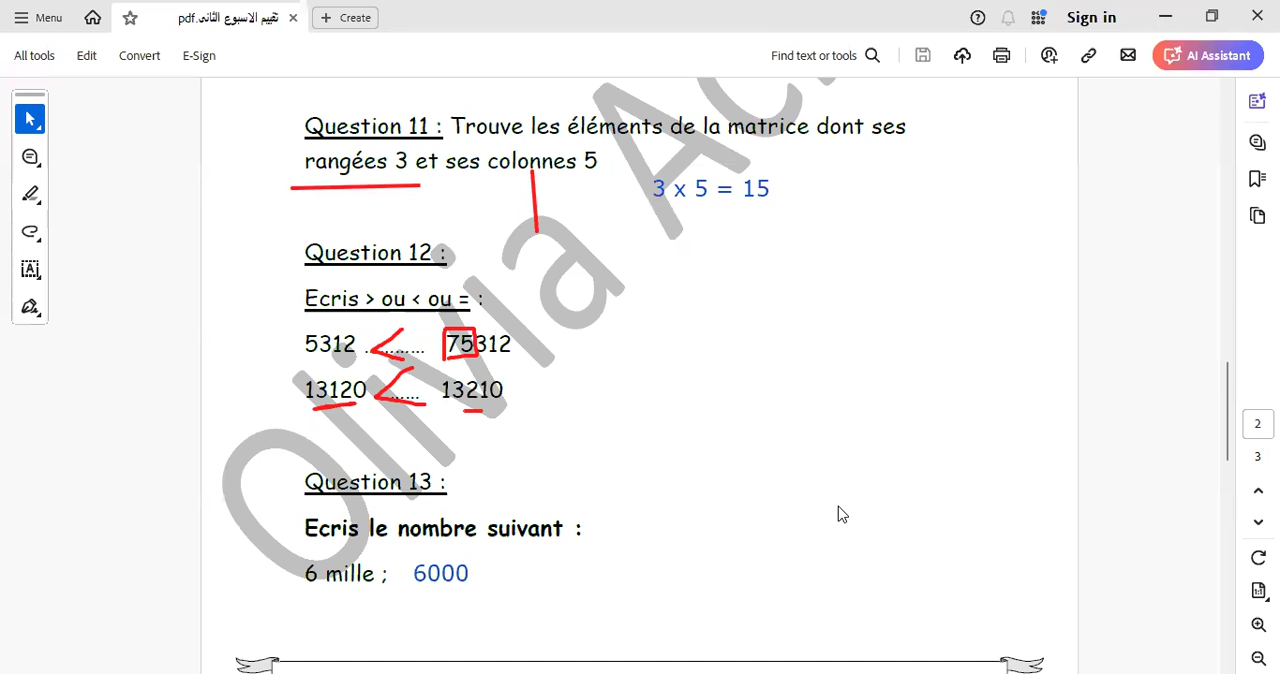 Menu
تقييم الاسبوع الثانى.pdf
Create
Sign in
All tools
Edit
Convert
E-Sign
Find text or tools
AI Assistant
Question 11 : Trouve les éléments de la matrice dont ses
rangées 3 et ses colonnes 5
3 x 5 = 15
Question 12 :
Ecris > ou < ou = :
5312 ..<....... 75312
13120 <...... 13210
Question 13 :
Ecris le nombre suivant :
6 mille ; 6000
2
3